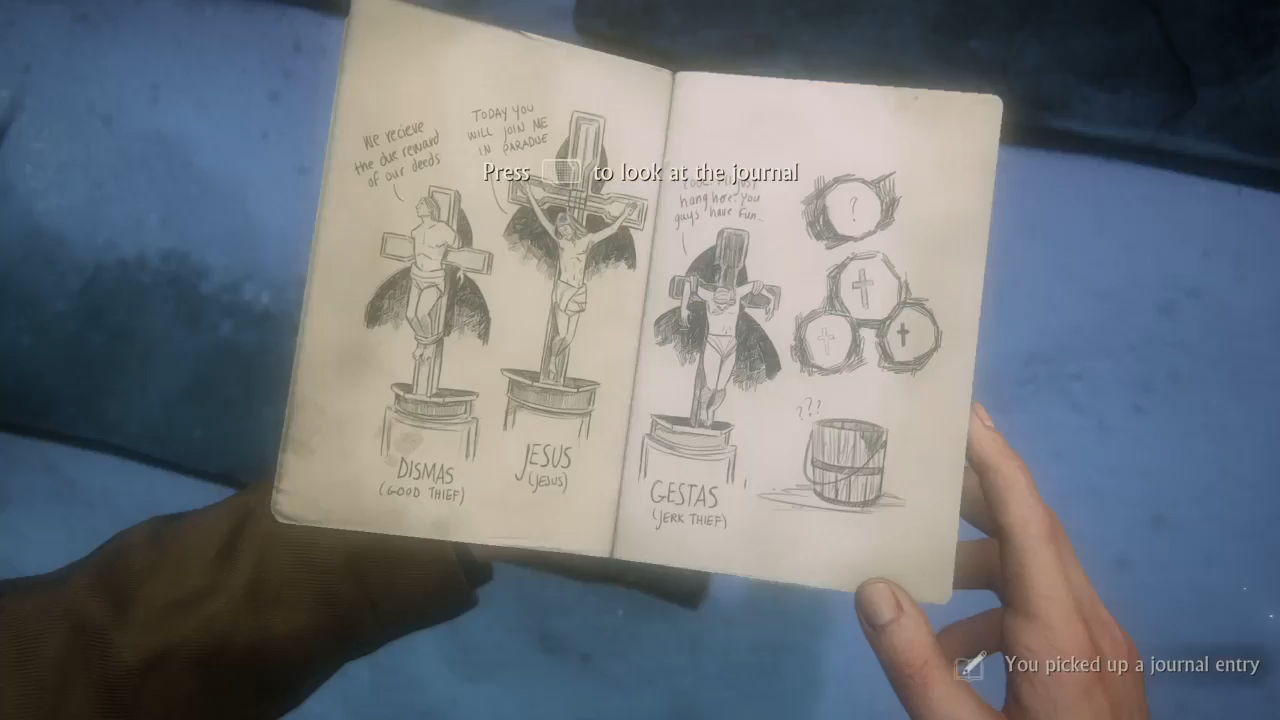 We recieve
the due reward
of our deeds
TODAY YOU
WILL JOIN ME
IN PARADISE
Press to look at the journal
hang here. You
guys have fun..
?
???
DISMAS
(GOOD THIEF)
JESUS
(JESUS)
GESTAS
(JERK THIEF)
You picked up a journal entry